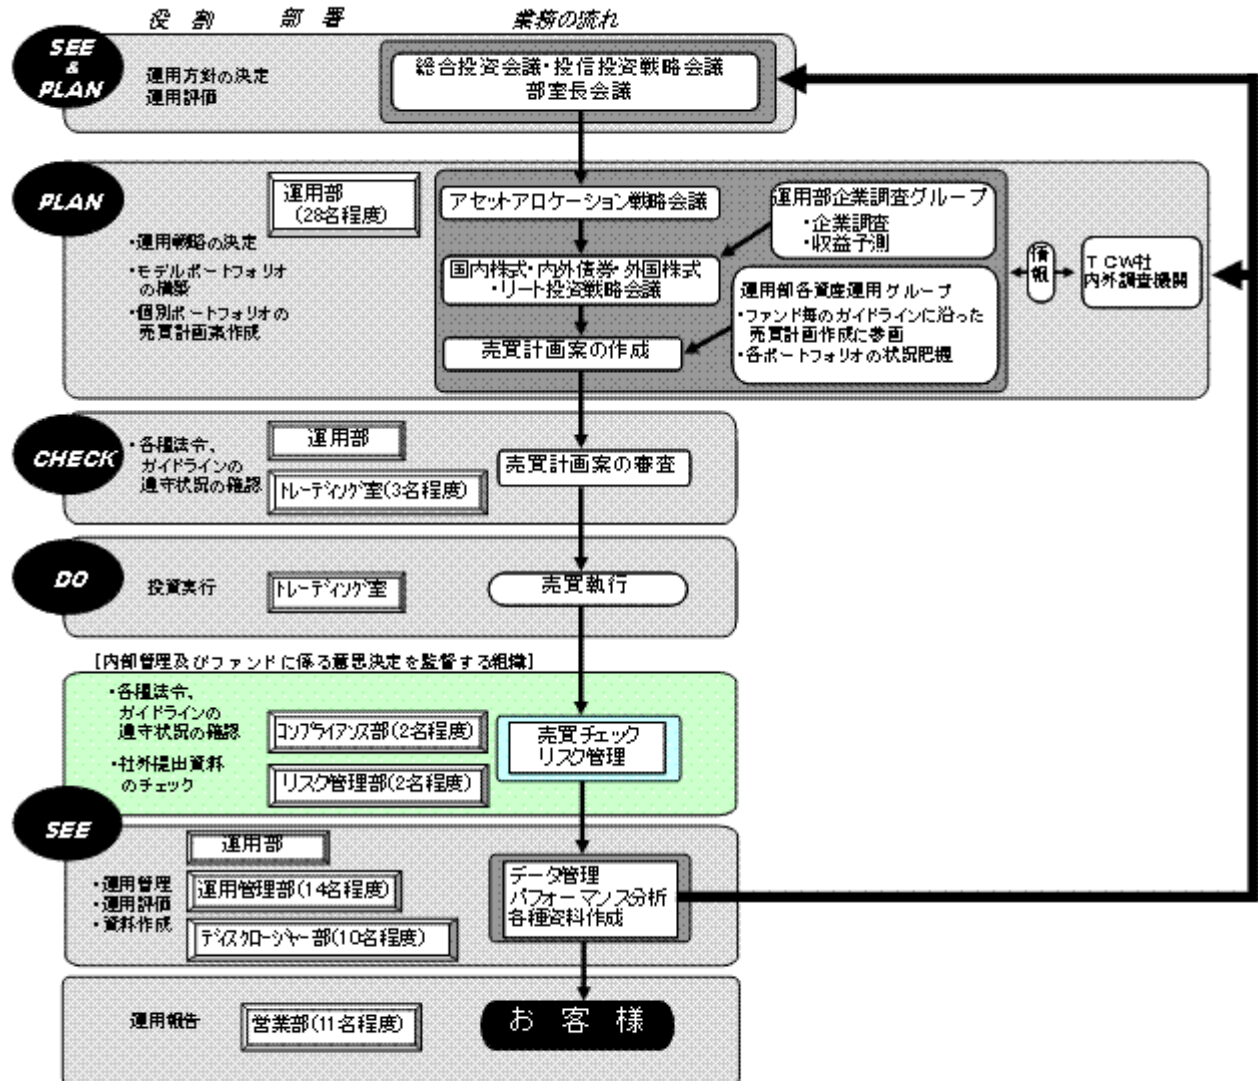 役 割 部 署 業務の流れ
SEE
&
PLAN
運用方針の決定
運用評価
総合投資会議・投信投資戦略会議
部室長会議
PLAN
・運用戦略の決定
・モデルポートフォリオ
の構築
・個別ポートフォリオの
売買計画案作成
運用部
(28名程度)
アセットアロケーション戦略会議
国内株式・内外債券・外国株式
・リート投資戦略会議
売買計画案の作成
運用部企業調査グループ
・企業調査
・収益予測
運用部各資産運用グループ
・ファンド毎のガイドラインに沿った
売買計画作成に参画
・各ポートフォリオの状況把握
情報
TCW社
内外調査機関
CHECK
・各種法令、
ガイドラインの
遵守状況の確認
運用部
トレーディング室(3名程度)
売買計画案の審査
DO
投資実行
トレーディング室
売買執行
[内部管理及びファンドに係る意思決定を監督する組織]
・各種法令、
ガイドラインの
遵守状況の確認
・社外提出資料
のチェック
コンプライアンス部(2名程度)
リスク管理部(2名程度)
売買チェック
リスク管理
SEE
・運用管理
・運用評価
・資料作成
運用部
運用管理部(14名程度)
ディスクロージャー部(10名程度)
データ管理
パフォーマンス分析
各種資料作成
運用報告
営業部(11名程度)
お 客 様